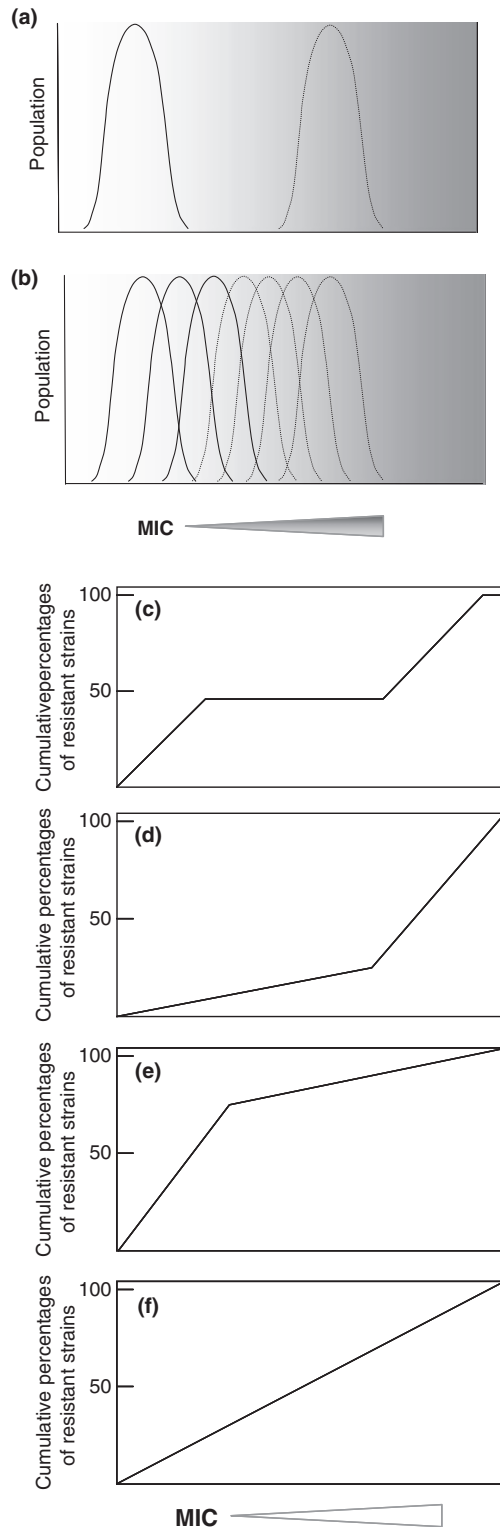 (a)
Population
(b)
Population
MIC
100
50
(c)
Cumulativepercentages
of resistant strains
100
50
(d)
Cumulative percentages
of resistant strains
100
50
(e)
Cumulative percentages
of resistant strains
100
50
(f)
Cumulative percentages
of resistant strains
MIC